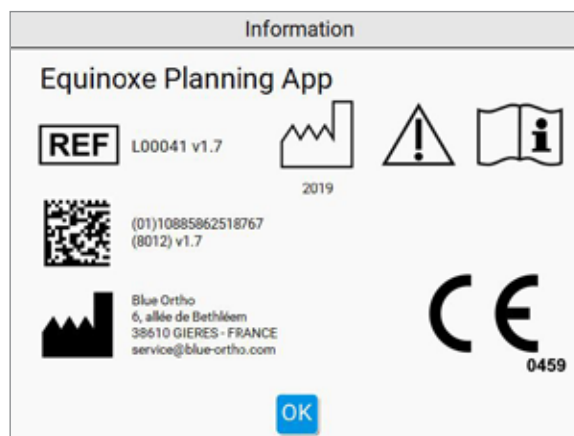 Information
Equinoxe Planning App
REF
L00041 v1.7
2019
(01)10885862518767
(8012) v1.7
Blue Ortho
6, allée de Bethléem
38610 GIERES - FRANCE
service@blue-ortho.com
CE
0459
OK